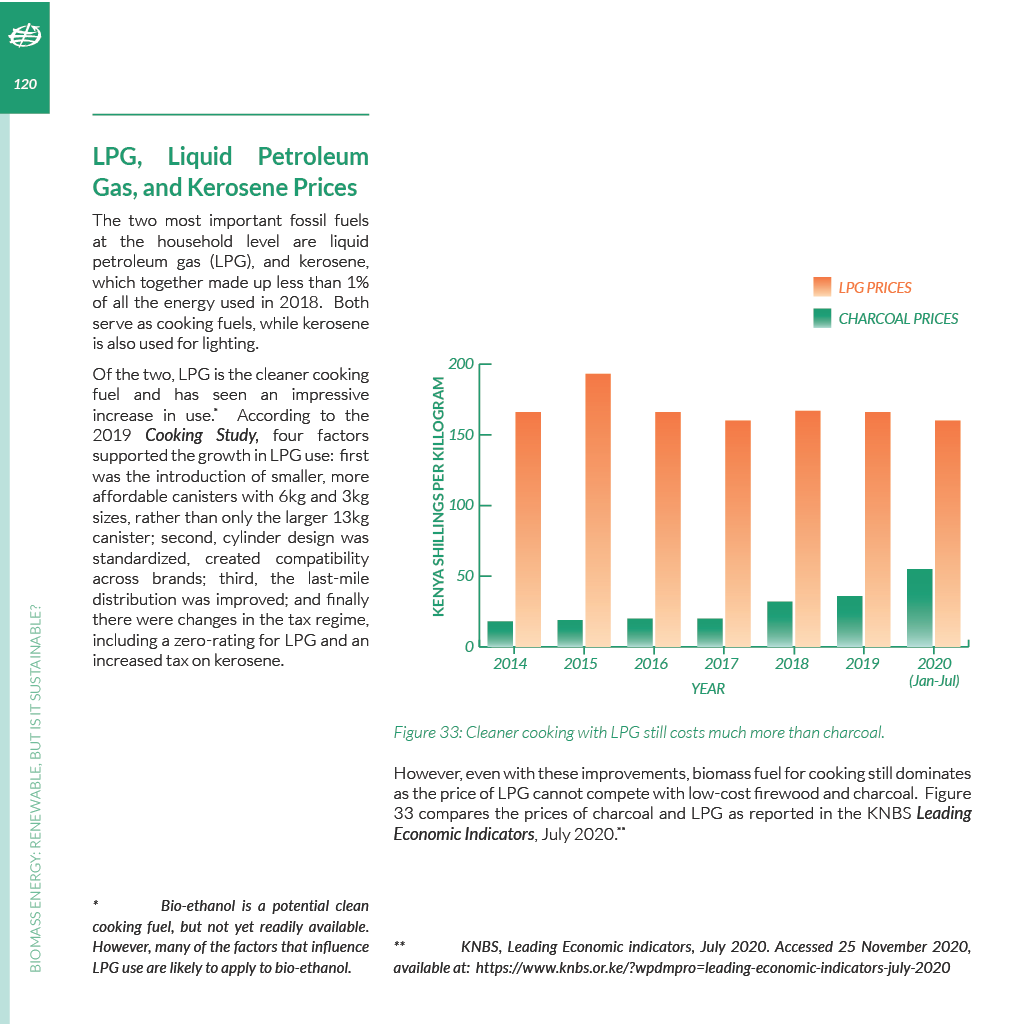 120
LPG, Liquid Petroleum
Gas, and Kerosene Prices
The two most important fossil fuels
at the household level are liquid
petroleum gas (LPG), and kerosene,
which together made up less than 1%
of all the energy used in 2018. Both
serve as cooking fuels, while kerosene
is also used for lighting.
Of the two, LPG is the cleaner cooking
fuel and has seen an impressive
increase in use.* According to the
2019 Cooking Study, four factors
supported the growth in LPG use: first
was the introduction of smaller, more
affordable canisters with 6kg and 3kg
sizes, rather than only the larger 13kg
canister; second, cylinder design was
standardized, created compatibility
across brands; third, the last-mile
distribution was improved; and finally
there were changes in the tax regime,
including a zero-rating for LPG and an
increased tax on kerosene.
LPG PRICES
CHARCOAL PRICES
KENYA SHILLINGS PER KILLOGRAM
200
150
100
50
0
2014 2015 2016 2017 2018 2019 2020
(Jan-Jul)
YEAR
Figure 33: Cleaner cooking with LPG still costs much more than charcoal.
However, even with these improvements, biomass fuel for cooking still dominates
as the price of LPG cannot compete with low-cost firewood and charcoal. Figure
33 compares the prices of charcoal and LPG as reported in the KNBS Leading
Economic Indicators, July 2020.**
* Bio-ethanol is a potential clean
cooking fuel, but not yet readily available.
However, many of the factors that influence
LPG use are likely to apply to bio-ethanol.
** KNBS, Leading Economic indicators, July 2020. Accessed 25 November 2020,
available at: https://www.knbs.or.ke/?wpdmpro=leading-economic-indicators-july-2020
BIOMASS ENERGY: RENEWABLE, BUT IS IT SUSTAINABLE?